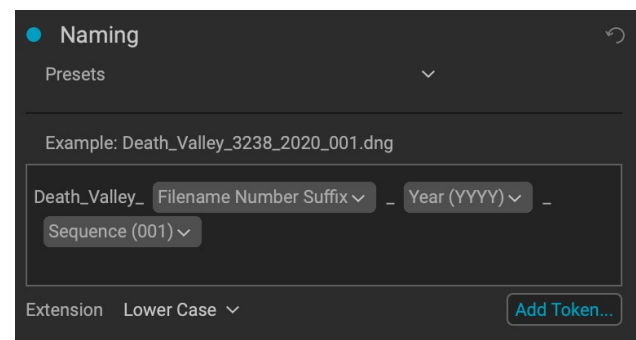 Naming
Presets
Example: Death_Valley_3238_2020_001.dng
Death_Valley_ Filename Number Suffix _ Year (YYYY) _
Sequence (001)
Extension Lower Case Add Token...